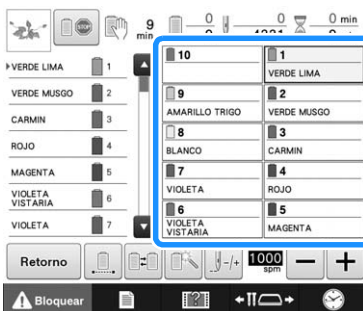 9 min
0
0
0 min
VERDE LIMA 1
VERDE MUSGO 2
CARMIN 3
ROJO 4
MAGENTA 5
VIOLETA VISTARIA 6
VIOLETA 7
10
1 VERDE LIMA
9 AMARILLO TRIGO
2 VERDE MUSGO
8 BLANCO
3 CARMIN
7 VIOLETA
4 ROJO
6 VIOLETA VISTARIA
5 MAGENTA
Retorno
-/+
1000 spm
Bloquear